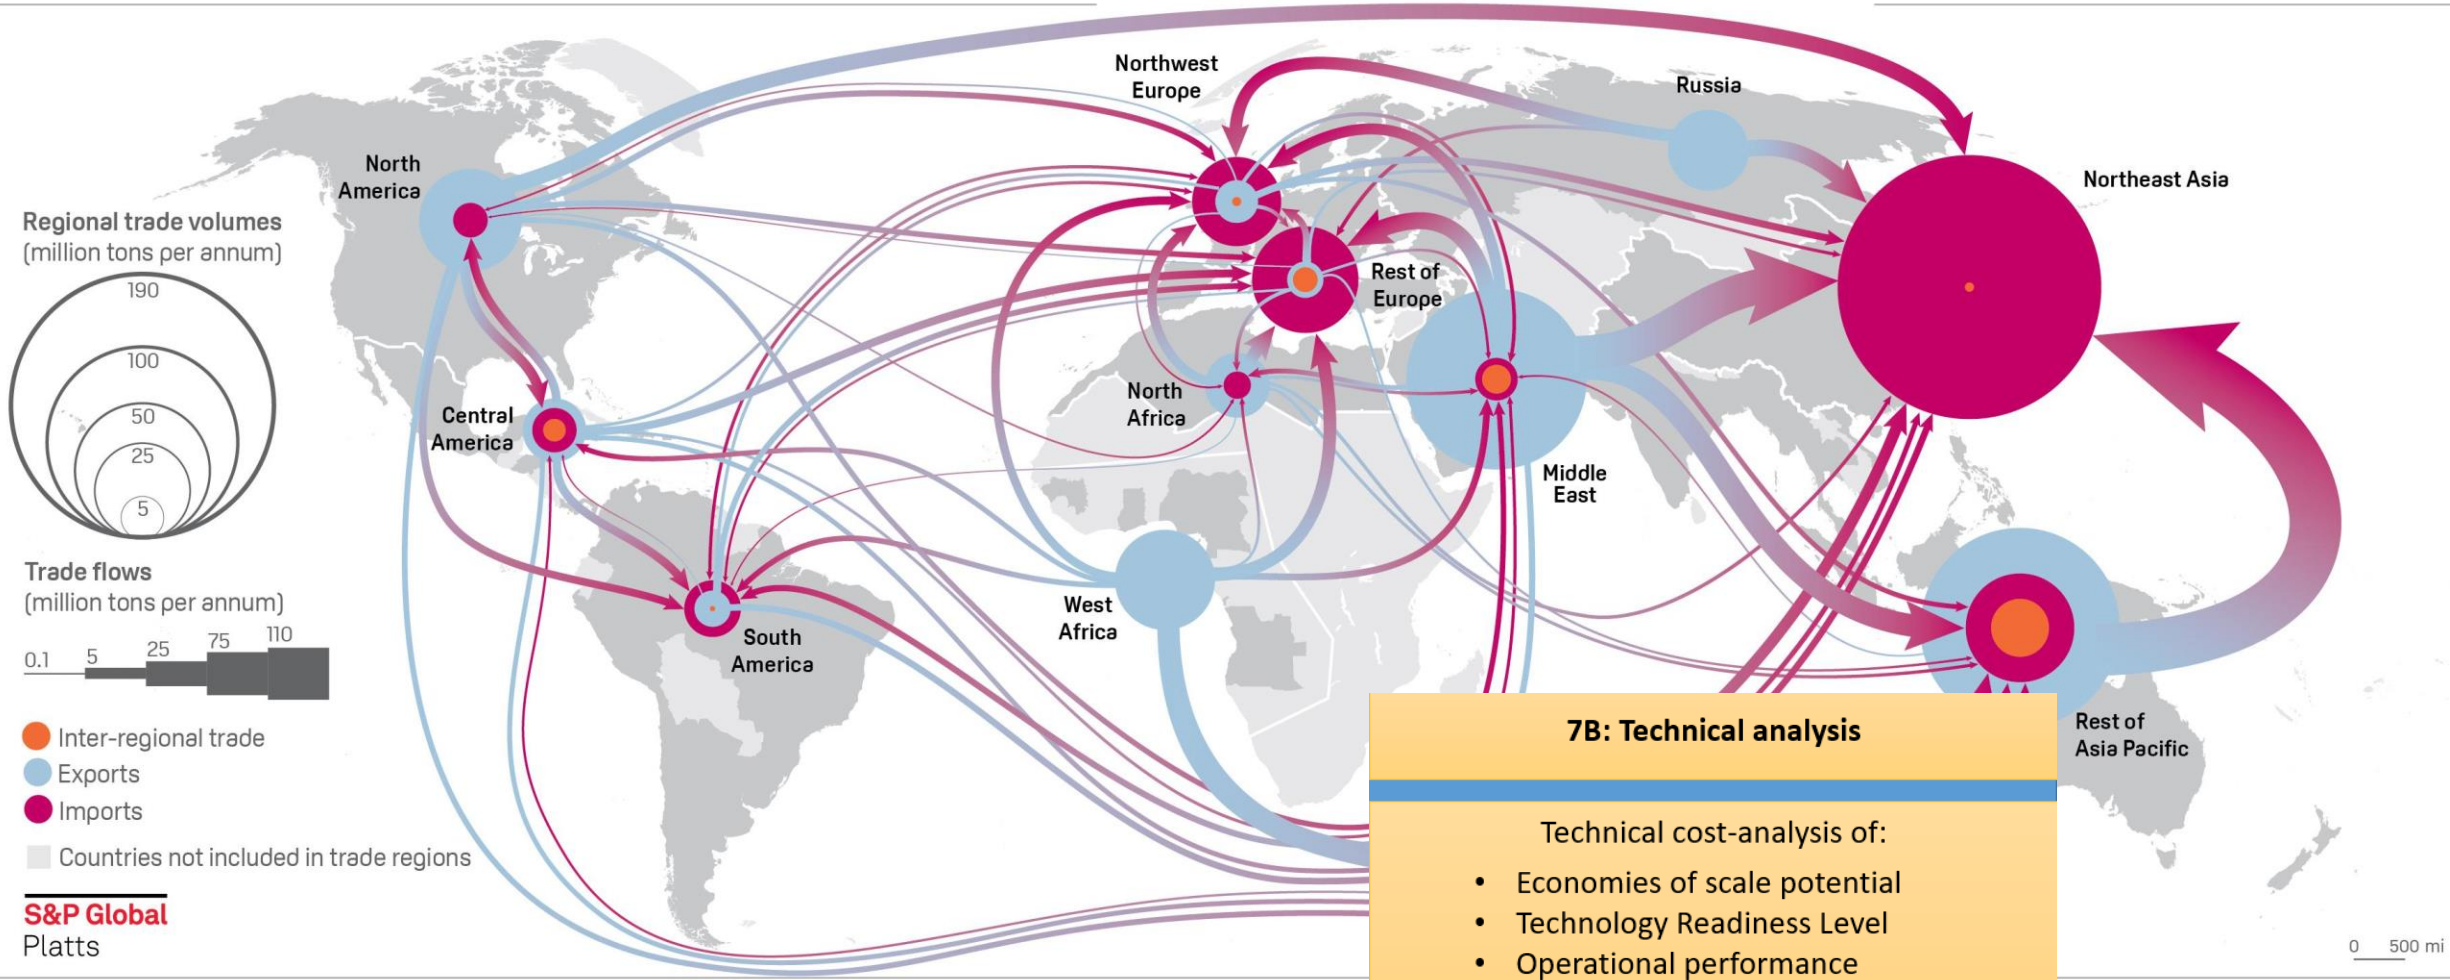 Northwest
Europe
Russia
North
America
Northeast Asia
Regional trade volumes
(million tons per annum)
190
100
50
25
5
Rest of
Europe
North
Africa
Central
America
Middle
East
Trade flows
(million tons per annum)
0.1
5
25
75
110
West
Africa
South
America
Rest of
Asia Pacific
Inter-regional trade
Exports
Imports
Countries not included in trade regions
S&P Global
Platts
7B: Technical analysis
Technical cost-analysis of:
• Economies of scale potential
• Technology Readiness Level
• Operational performance
0 500 mi